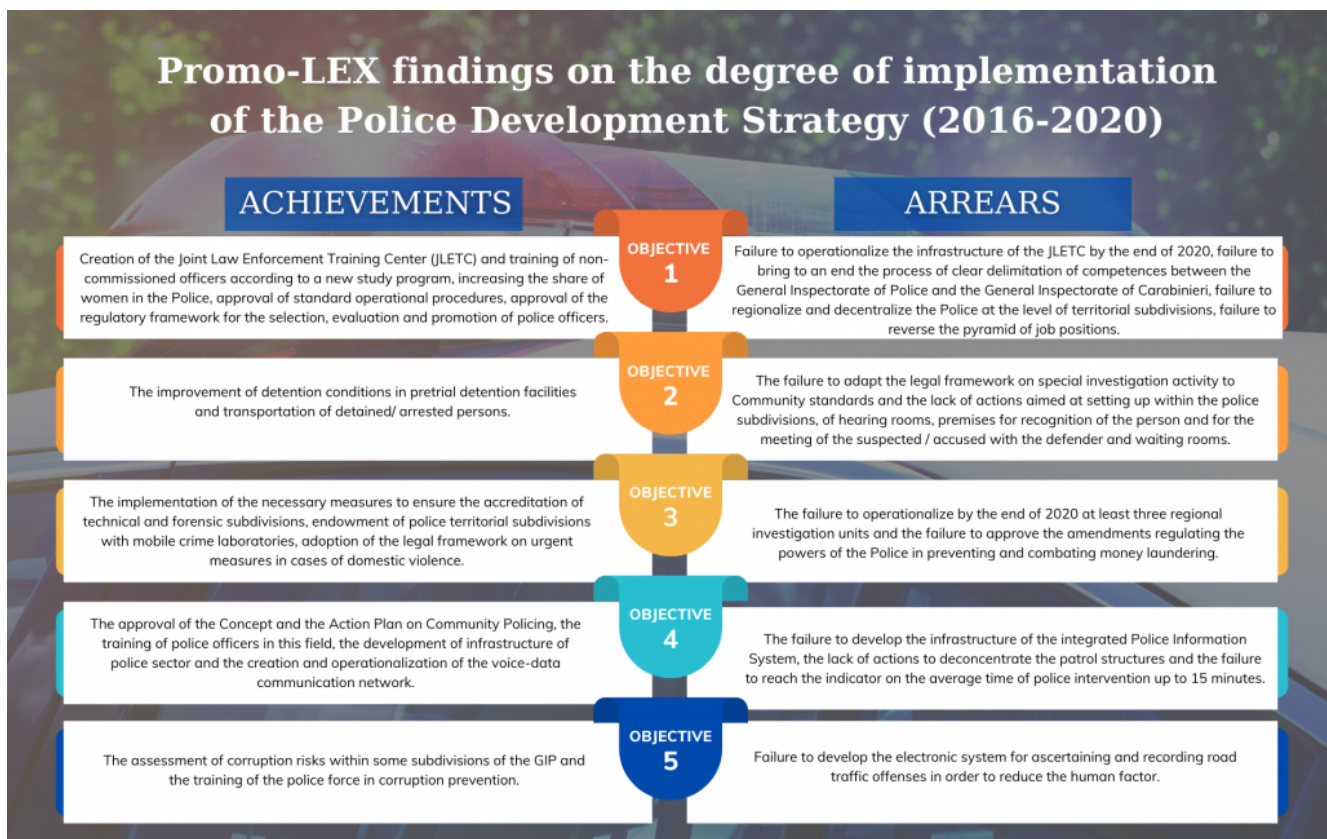 Promo-LEX findings on the degree of implementation
of the Police Development Strategy (2016-2020)
ACHIEVEMENTS
ARREARS
OBJECTIVE
1
Creation of the Joint Law Enforcement Training Center (JLETC) and training of non-
commissioned officers according to a new study program, increasing the share of
women in the Police, approval of standard operational procedures, approval of the
regulatory framework for the selection, evaluation and promotion of police officers.
Failure to operationalize the infrastructure of the JLETC by the end of 2020, failure to
bring to an end the process of clear delimitation of competences between the
General Inspectorate of Police and the General Inspectorate of Carabinieri, failure to
regionalize and decentralize the Police at the level of territorial subdivisions, failure to
reverse the pyramid of job positions.
OBJECTIVE
2
The improvement of detention conditions in pretrial detention facilities
and transportation of detained/ arrested persons.
The failure to adapt the legal framework on special investigation activity to
Community standards and the lack of actions aimed at setting up within the police
subdivisions, of hearing rooms, premises for recognition of the person and for the
meeting of the suspected / accused with the defender and waiting rooms.
OBJECTIVE
3
The implementation of the necessary measures to ensure the accreditation of
technical and forensic subdivisions, endowment of police territorial subdivisions
with mobile crime laboratories, adoption of the legal framework on urgent
measures in cases of domestic violence.
The failure to operationalize by the end of 2020 at least three regional
investigation units and the failure to approve the amendments regulating the
powers of the Police in preventing and combating money laundering.
OBJECTIVE
4
The approval of the Concept and the Action Plan on Community Policing, the
training of police officers in this field, the development of infrastructure of
police sector and the creation and operationalization of the voice-data
communication network.
The failure to develop the infrastructure of the integrated Police Information
System, the lack of actions to deconcentrate the patrol structures and the failure
to reach the indicator on the average time of police intervention up to 15 minutes.
OBJECTIVE
5
The assessment of corruption risks within some subdivisions of the GIP and
the training of the police force in corruption prevention.
Failure to develop the electronic system for ascertaining and recording road
traffic offenses in order to reduce the human factor.